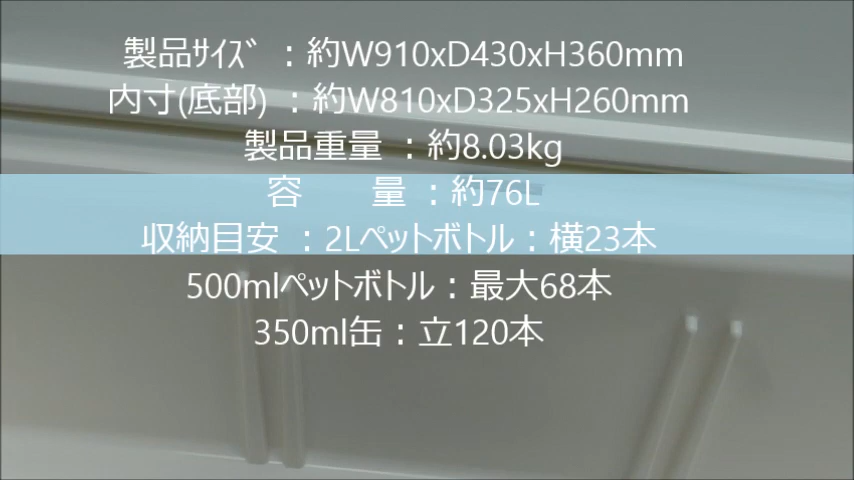 製品ｻｲｽﾞ ：約W910xD430xH360mm
内寸(底部) ：約W810xD325xH260mm
製品重量 ：約8.03kg
容　　量 ：約76L
収納目安 ：2Lペットボトル：横23本
500mlペットボトル：最大68本
350ml缶：立120本